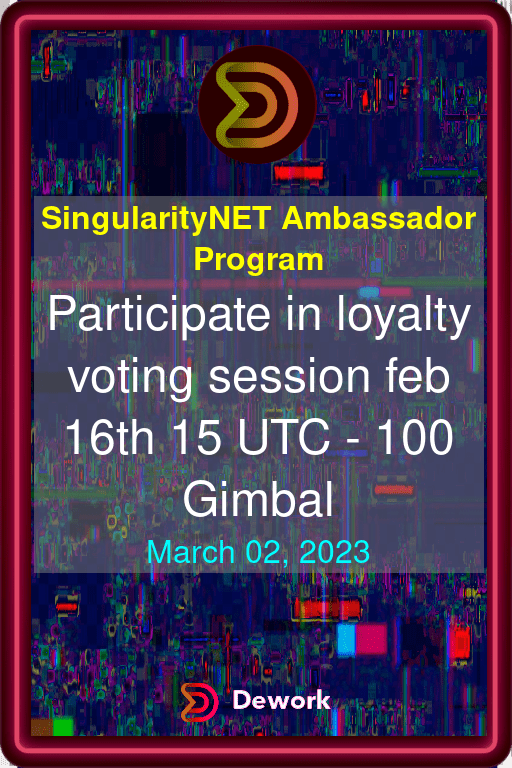 SingularityNET Ambassador
Program
Participate in loyalty
voting session feb
16th 15 UTC - 100
Gimbal
March 02, 2023
Dework